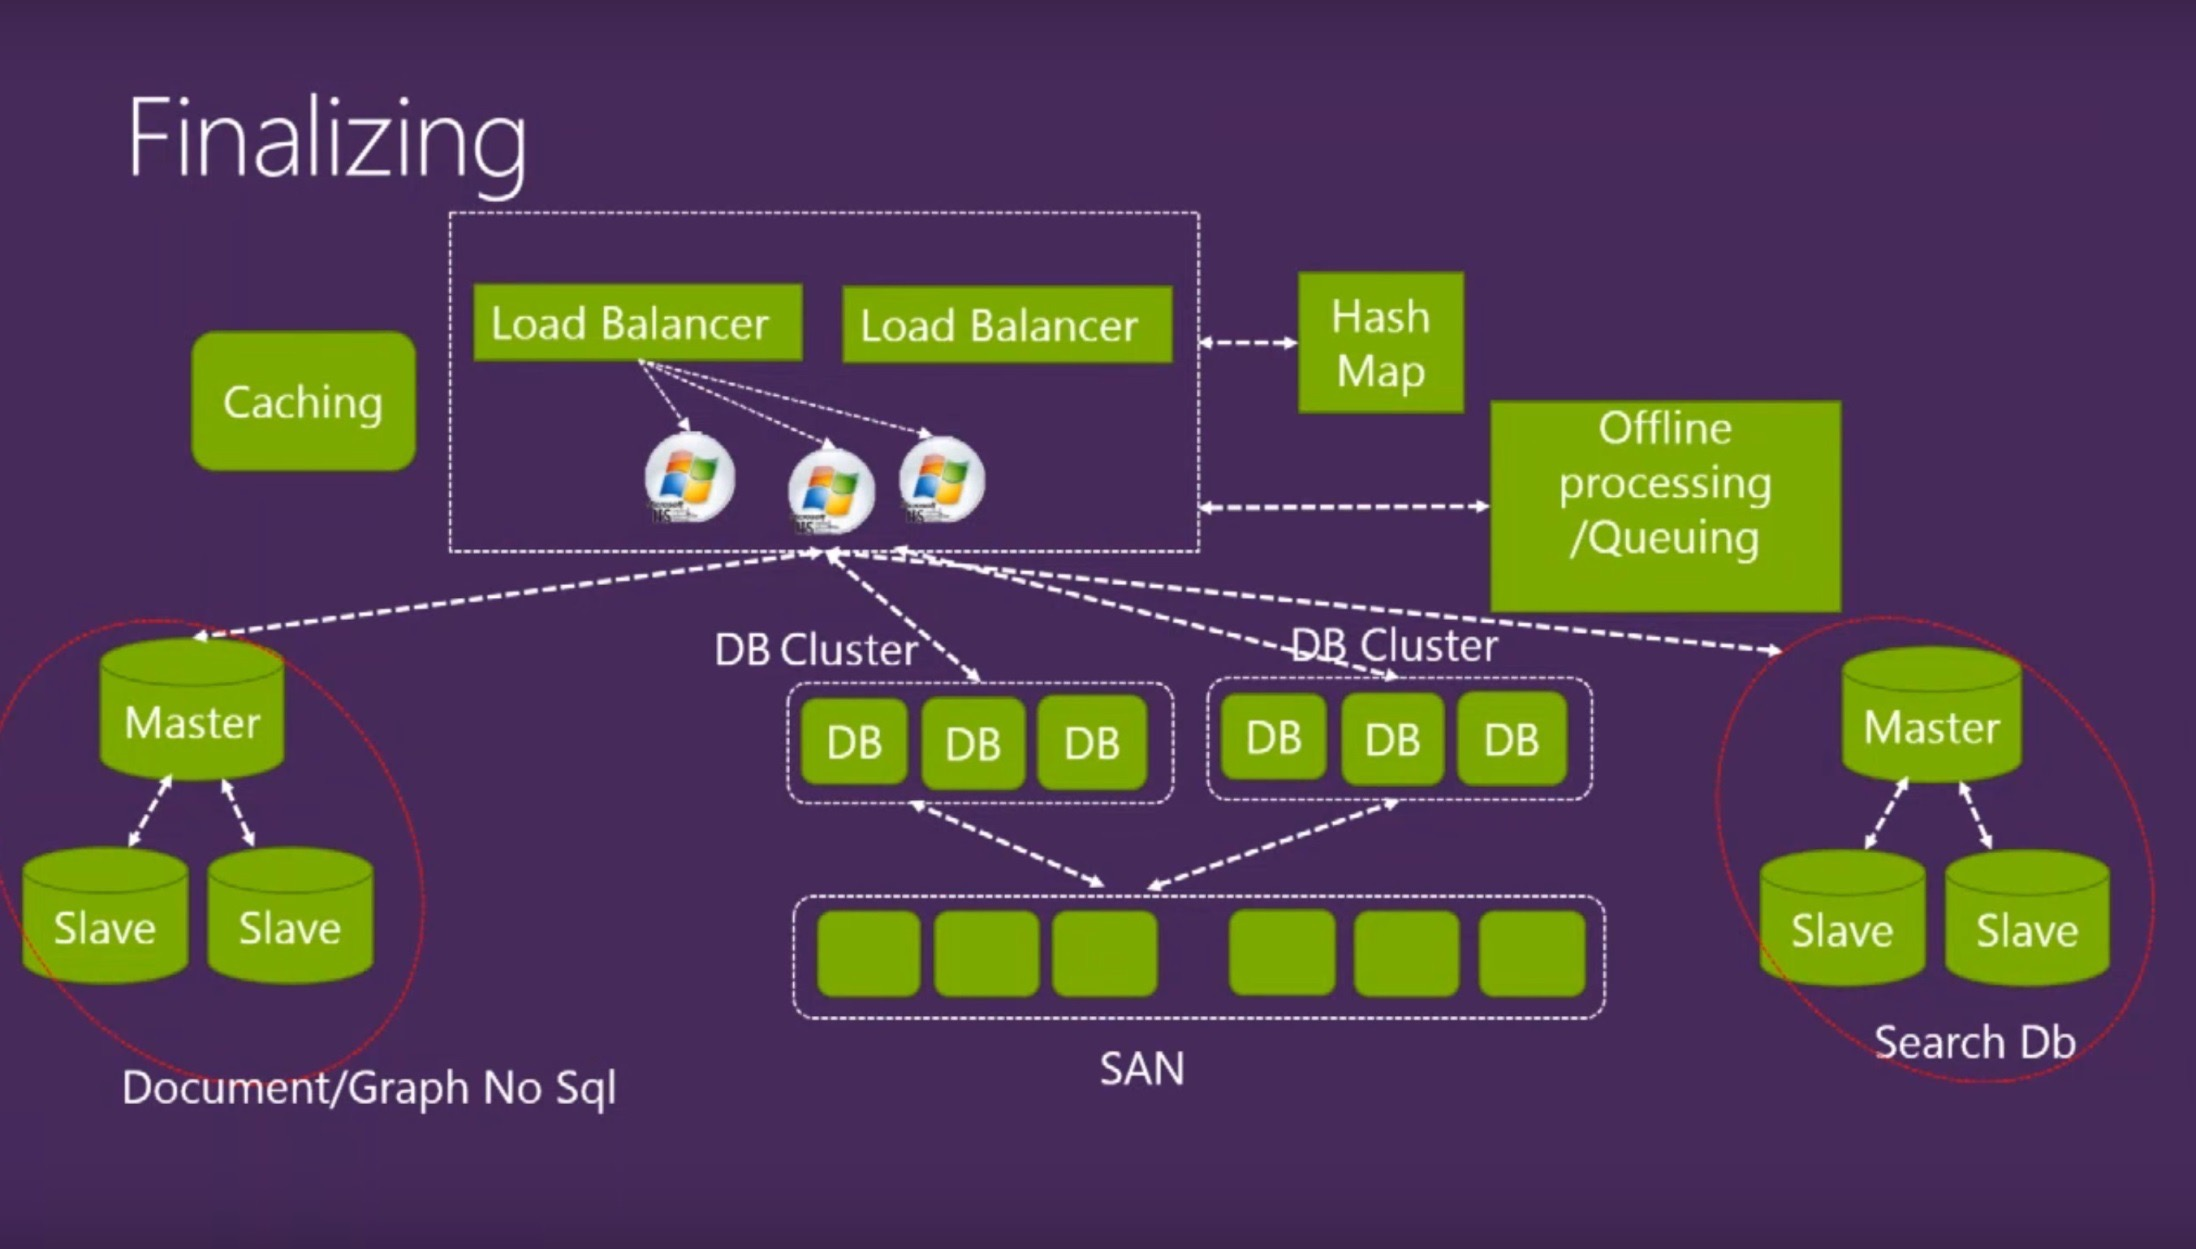 Finalizing
Load Balancer
Load Balancer
Hash
Map
Caching
Offline
processing
/Queuing
DB Cluster
DB Cluster
Master
DB
DB
DB
DB
DB
DB
Master
Slave
Slave
Slave
Slave
Search Db
SAN
Document/Graph No Sql